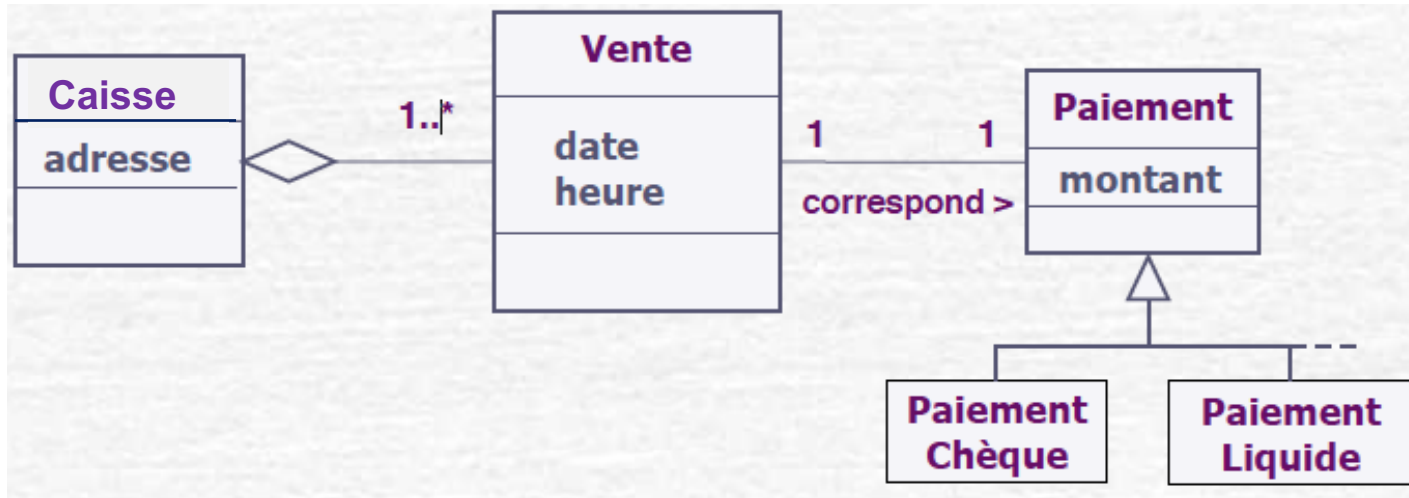 Caisse
adresse
1..*
Vente
date
heure
1
1
correspond >
Paiement
montant
Paiement
Chèque
Paiement
Liquide